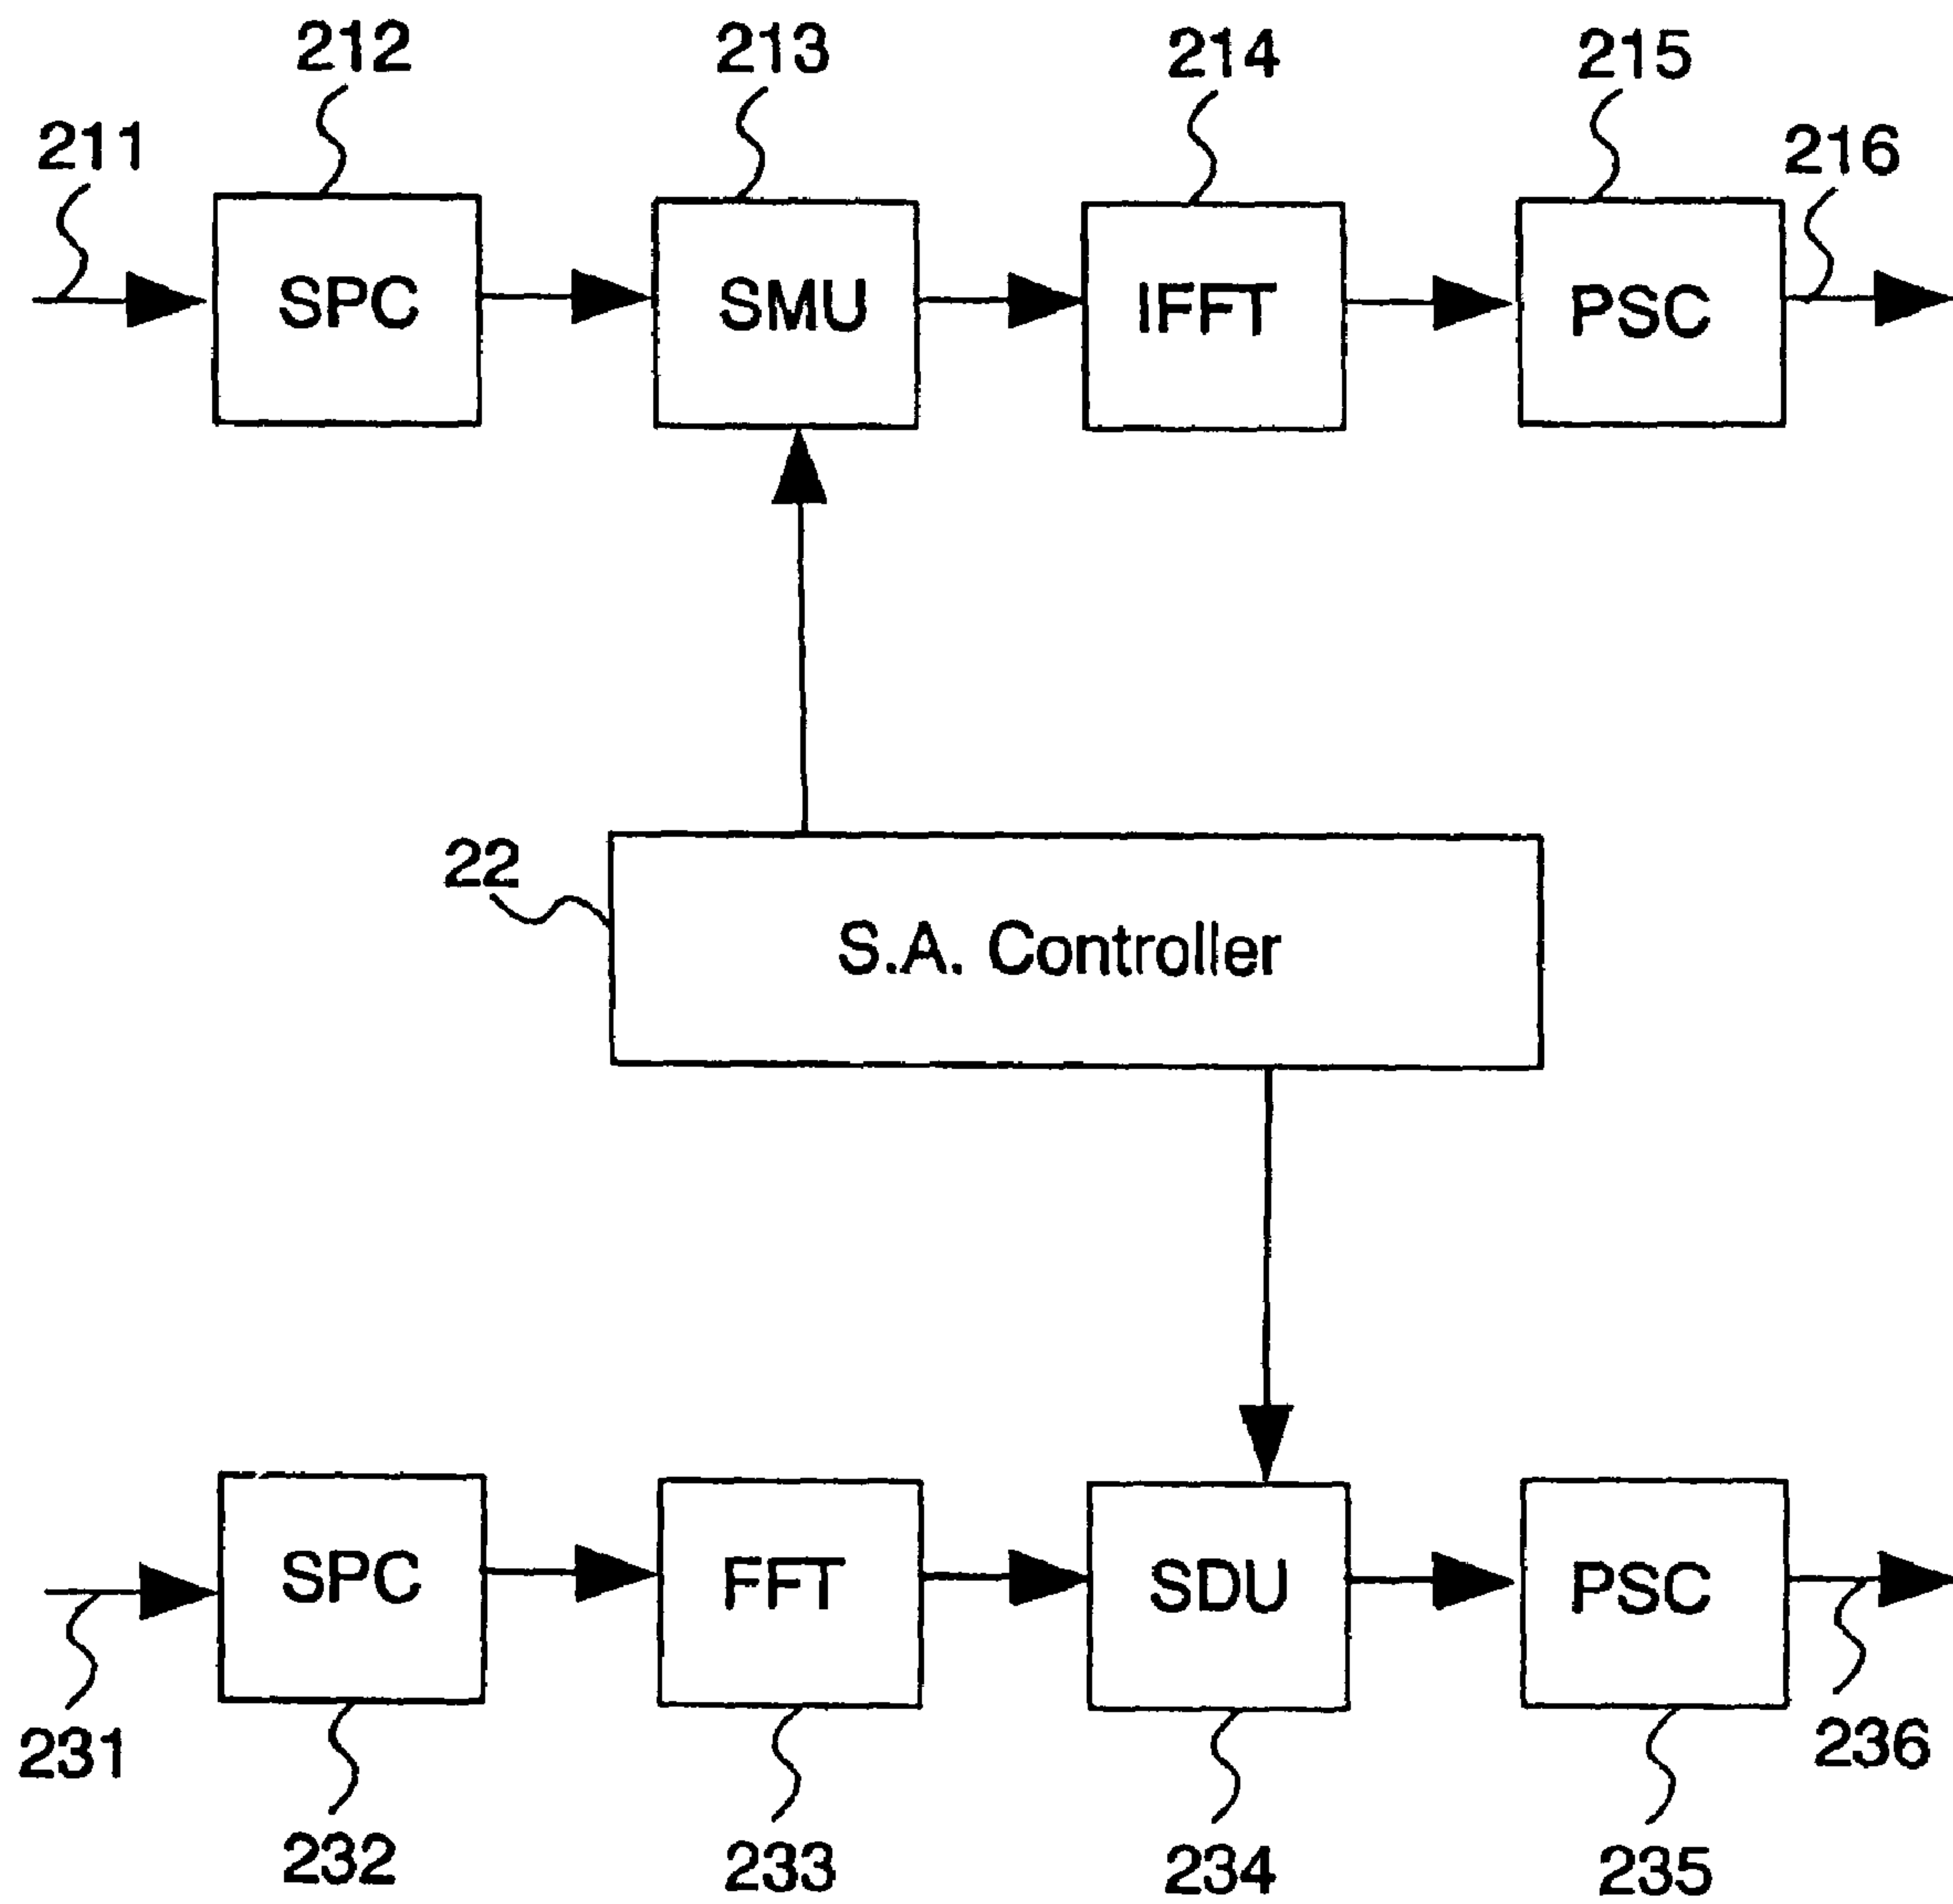 212 213 214 215
211 216
SPC SMU IFFT PSC
22
S.A. Controller
SPC FFT SDU PSC
231 236
232 233 234 235